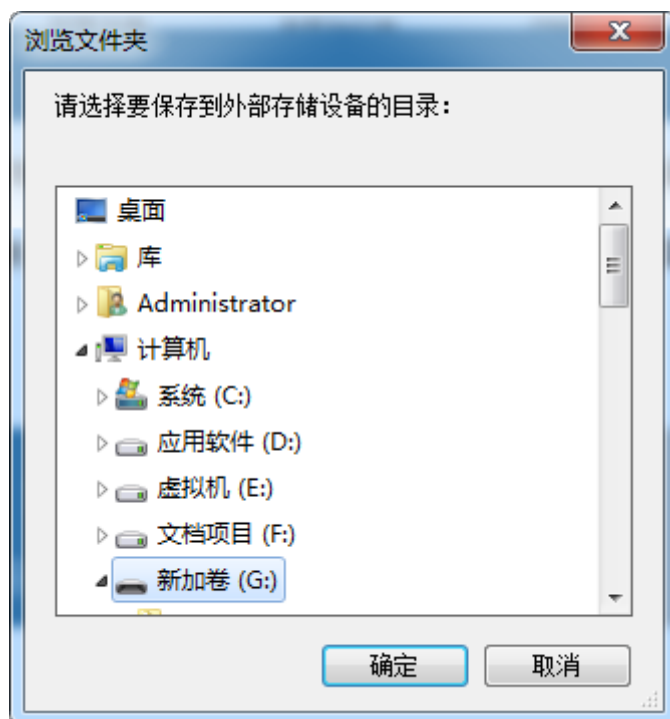 浏览文件夹
请选择要保存到外部存储设备的目录：
桌面
库
Administrator
计算机
系统 (C:)
应用软件 (D:)
虚拟机 (E:)
文档项目 (F:)
新加卷 (G:)
确定
取消